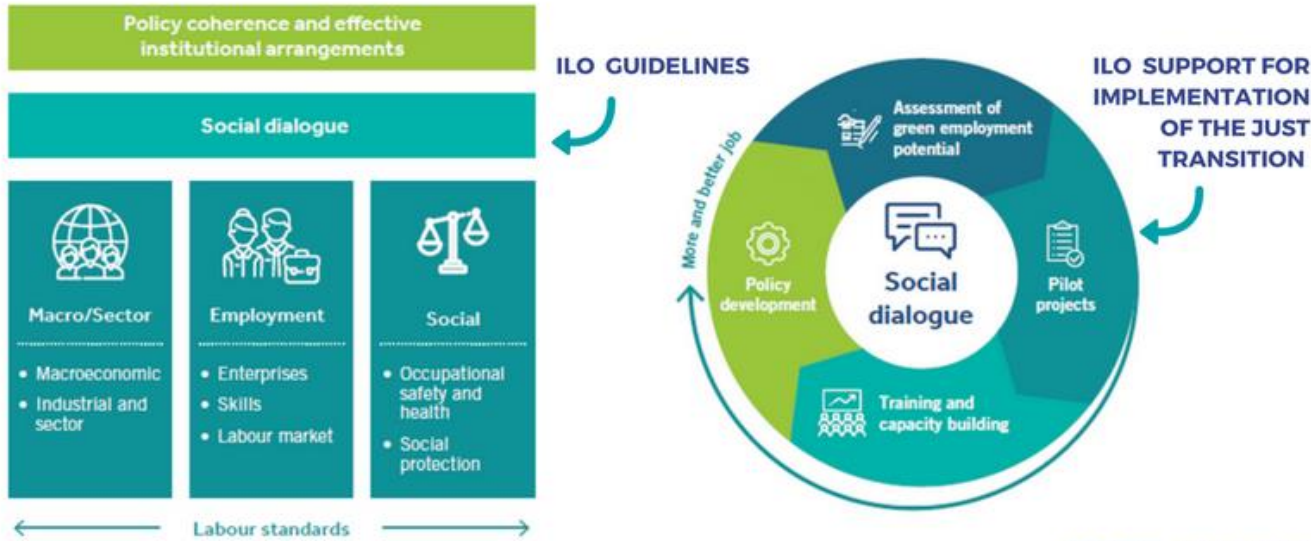 Policy coherence and effective
institutional arrangements
Social dialogue
Macro/Sector
• Macroeconomic
• Industrial and
sector
Employment
• Enterprises
• Skills
• Labour market
Social
• Occupational
safety and
health
• Social
protection
Labour standards
ILO GUIDELINES
More and better job
Assessment of
green employment
potential
Policy
development
Social
dialogue
Pilot
projects
Training and
capacity building
ILO SUPPORT FOR
IMPLEMENTATION
OF THE JUST
TRANSITION